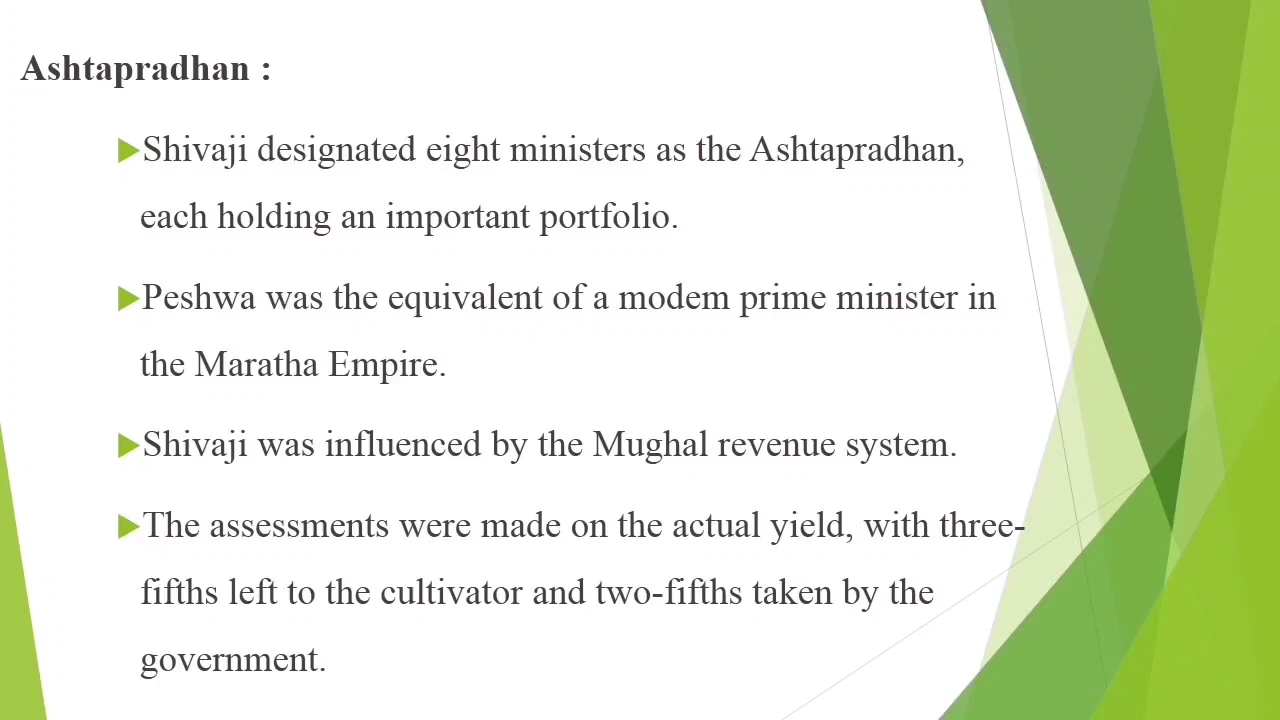 Ashtapradhan :
Shivaji designated eight ministers as the Ashtapradhan,
each holding an important portfolio.
Peshwa was the equivalent of a modem prime minister in
the Maratha Empire.
Shivaji was influenced by the Mughal revenue system.
The assessments were made on the actual yield, with three-
fifths left to the cultivator and two-fifths taken by the
government.